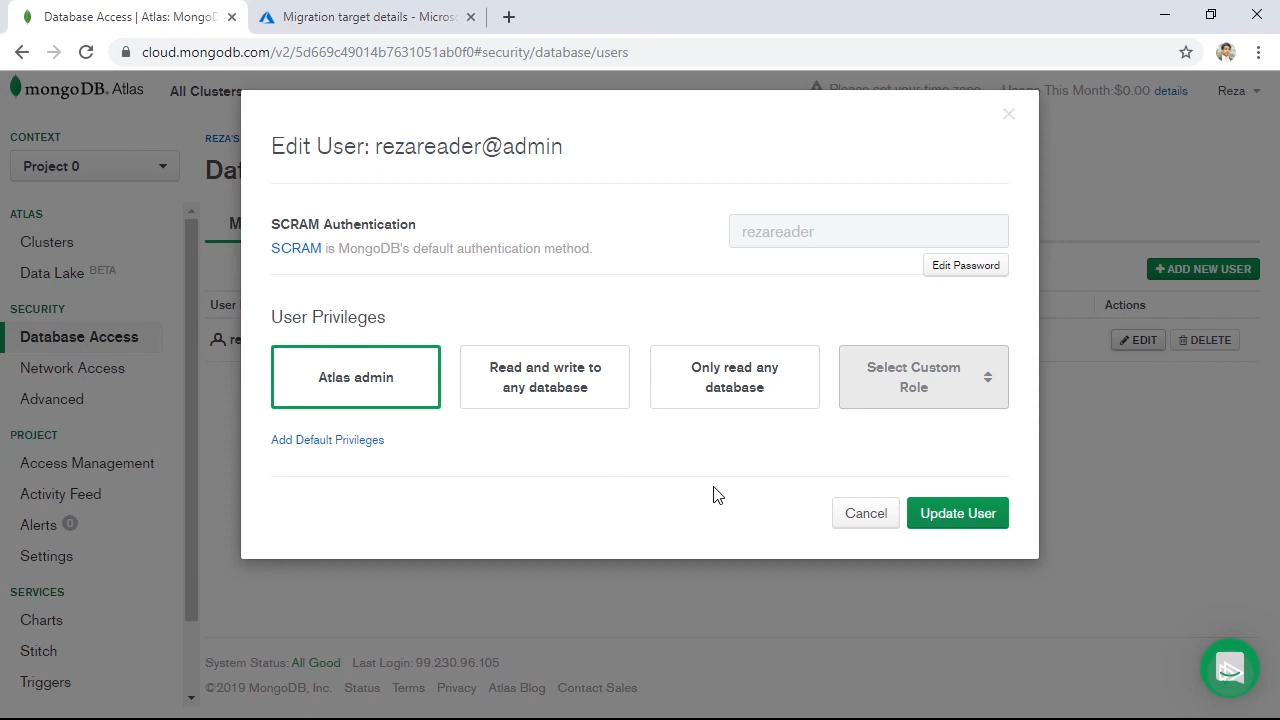 Database Access | Atlas: MongoD
Migration target details - Micros
cloud.mongodb.com/v2/5d669c49014b7631051ab0f0#security/database/users
mongoDB. Atlas
All Clusters
Please set your time zone
Usage This Month:$0.00 details
Reza
CONTEXT
Project 0
REZA'S
Dat
M
ATLAS
Clusters
Data Lake BETA
SECURITY
Database Access
Network Access
Advanced
PROJECT
Access Management
Activity Feed
Alerts 0
Settings
SERVICES
Charts
Stitch
Triggers
+ ADD NEW USER
User
Actions
re
EDIT
DELETE
Edit User: rezareader@admin
SCRAM Authentication
SCRAM is MongoDB's default authentication method.
rezareader
Edit Password
User Privileges
Atlas admin
Read and write to
any database
Only read any
database
Select Custom
Role
Add Default Privileges
Cancel
Update User
System Status: All Good Last Login: 99.230.96.105
©2019 MongoDB, Inc. Status Terms Privacy Atlas Blog Contact Sales